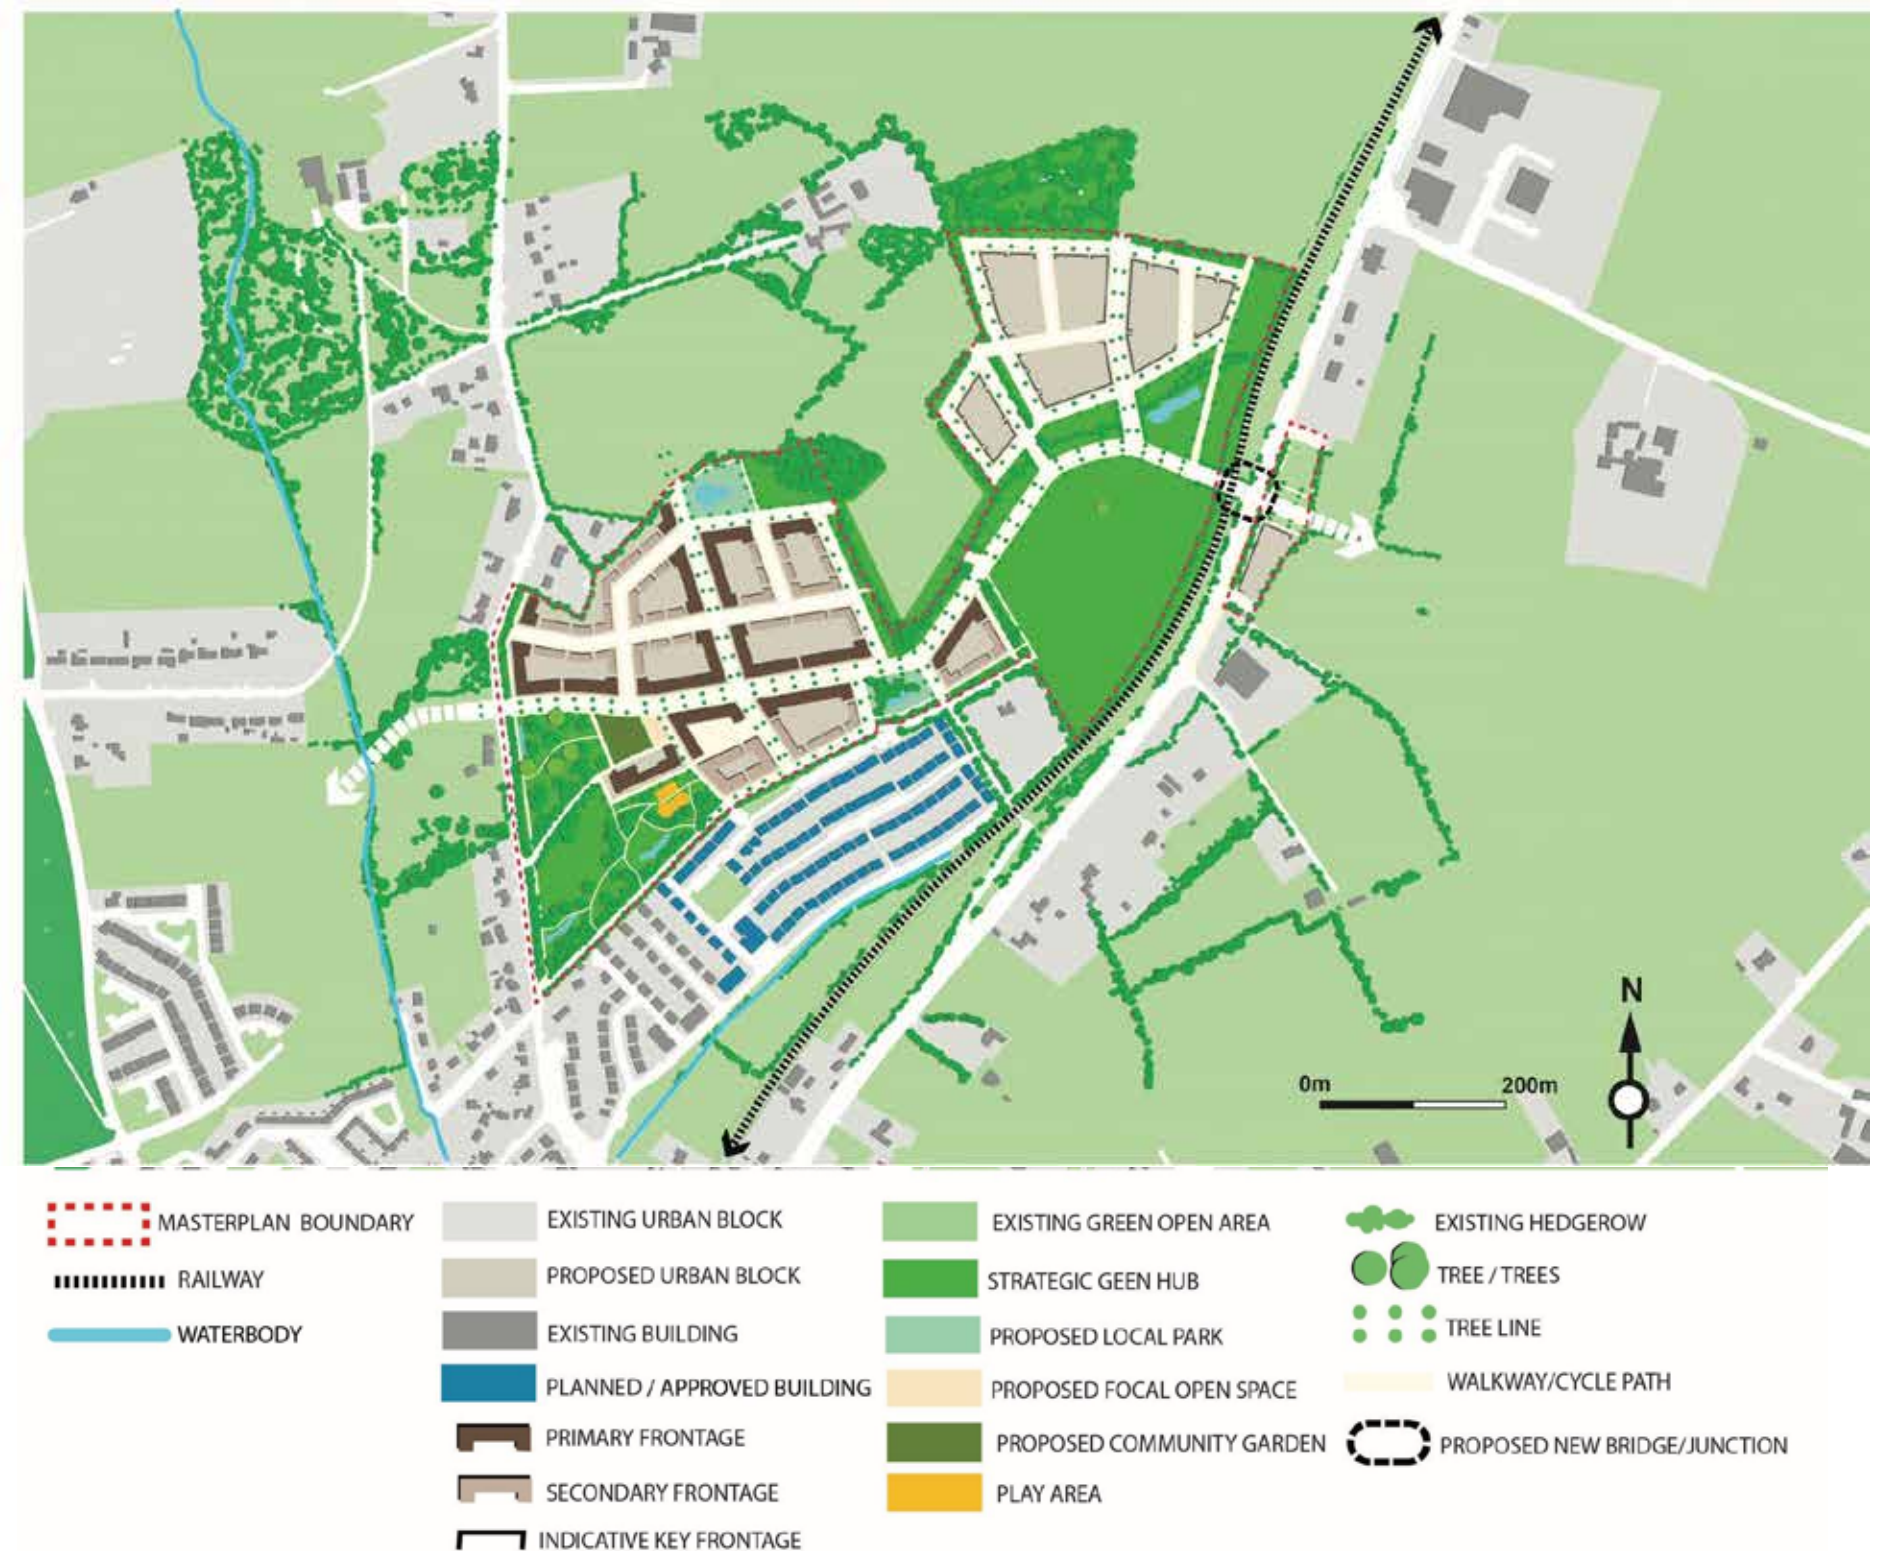 N
0m 200m
MASTERPLAN BOUNDARY
RAILWAY
WATERBODY
EXISTING URBAN BLOCK
PROPOSED URBAN BLOCK
EXISTING BUILDING
PLANNED / APPROVED BUILDING
PRIMARY FRONTAGE
SECONDARY FRONTAGE
INDICATIVE KEY FRONTAGE
EXISTING GREEN OPEN AREA
STRATEGIC GEEN HUB
PROPOSED LOCAL PARK
PROPOSED FOCAL OPEN SPACE
PROPOSED COMMUNITY GARDEN
PLAY AREA
EXISTING HEDGEROW
TREE / TREES
TREE LINE
WALKWAY/CYCLE PATH
PROPOSED NEW BRIDGE/JUNCTION